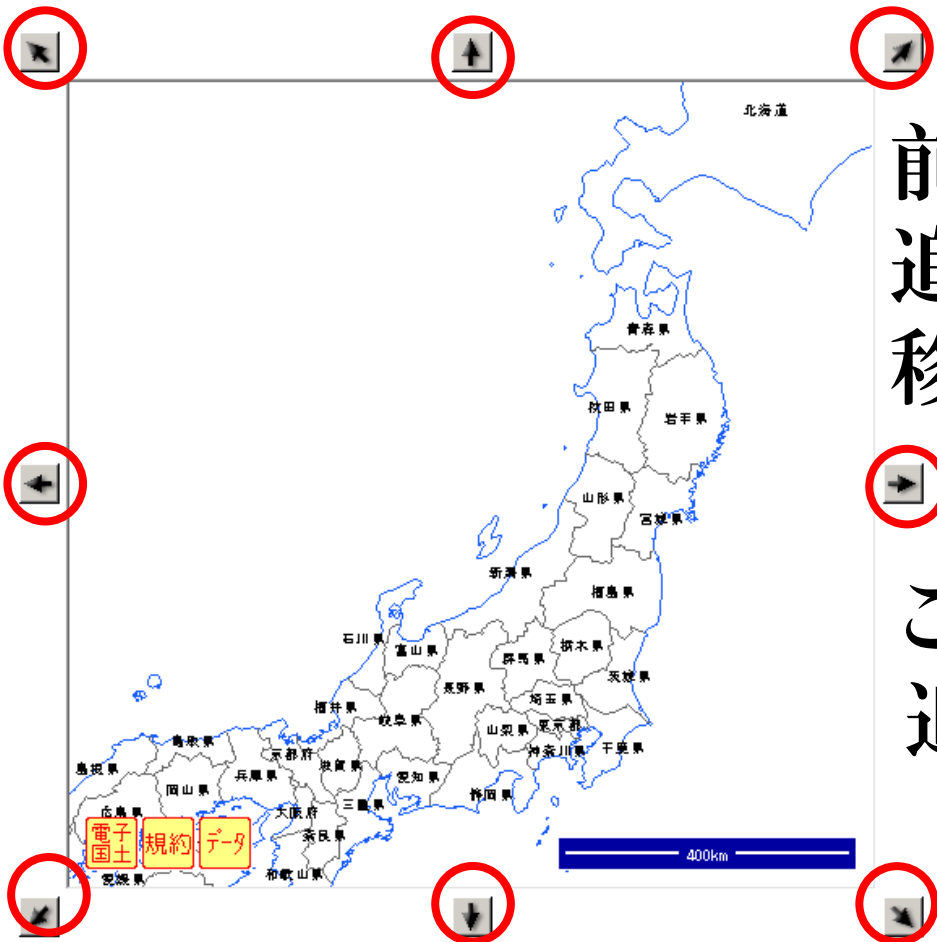 北海道
前
青森県
移
秋田県
岩手県
山形県
宮城県
新潟県
福島県
こ
石川県
富山県
群馬県
栃木県
茨城県
長野県
埼玉県
福井県
岐阜県
山梨県
東京都
鳥取県
京都府
神奈川県
千葉県
島根県
兵庫県
滋賀県
愛知県
岡山県
静岡県
広島県
大阪府
三重県
電子国土
規約
データ
奈良県
400km
愛媛県
和歌山県